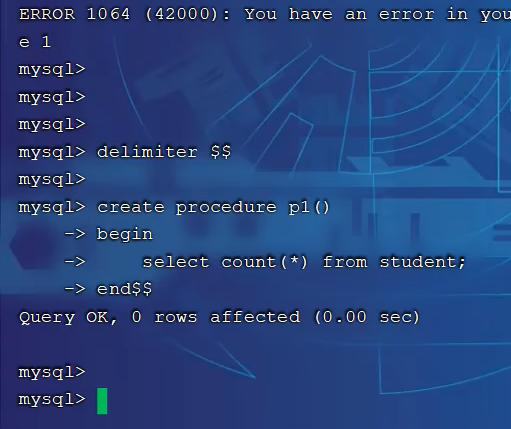 ERROR 1064 (42000): You have an error in you
e 1
mysql>
mysql>
mysql>
mysql> delimiter $$
mysql>
mysql> create procedure p1()
    -> begin
    ->     select count(*) from student;
    -> end$$
Query OK, 0 rows affected (0.00 sec)

mysql>
mysql>